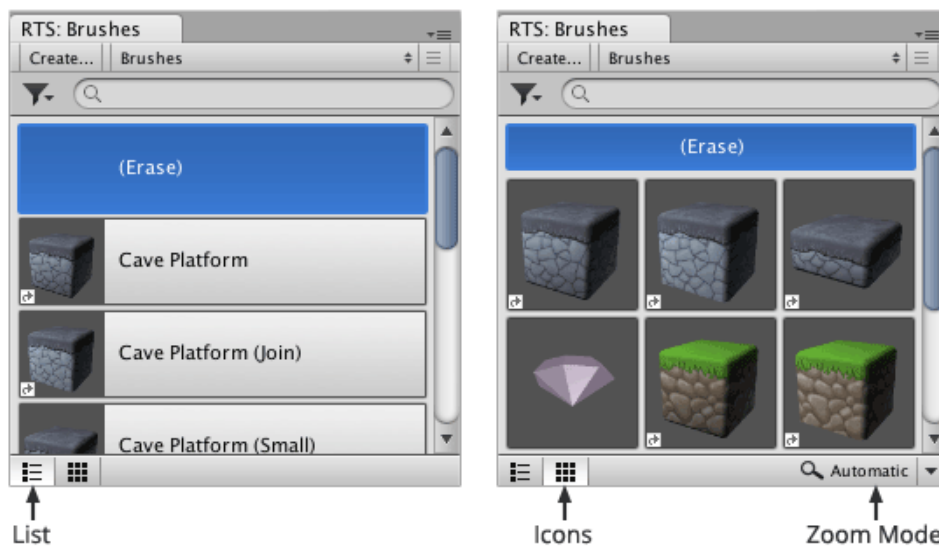 RTS: Brushes
Create... Brushes
(Erase)
Cave Platform
Cave Platform (Join)
Cave Platform (Small)
List
RTS: Brushes
Create... Brushes
(Erase)
Automatic
Icons
Zoom Mode